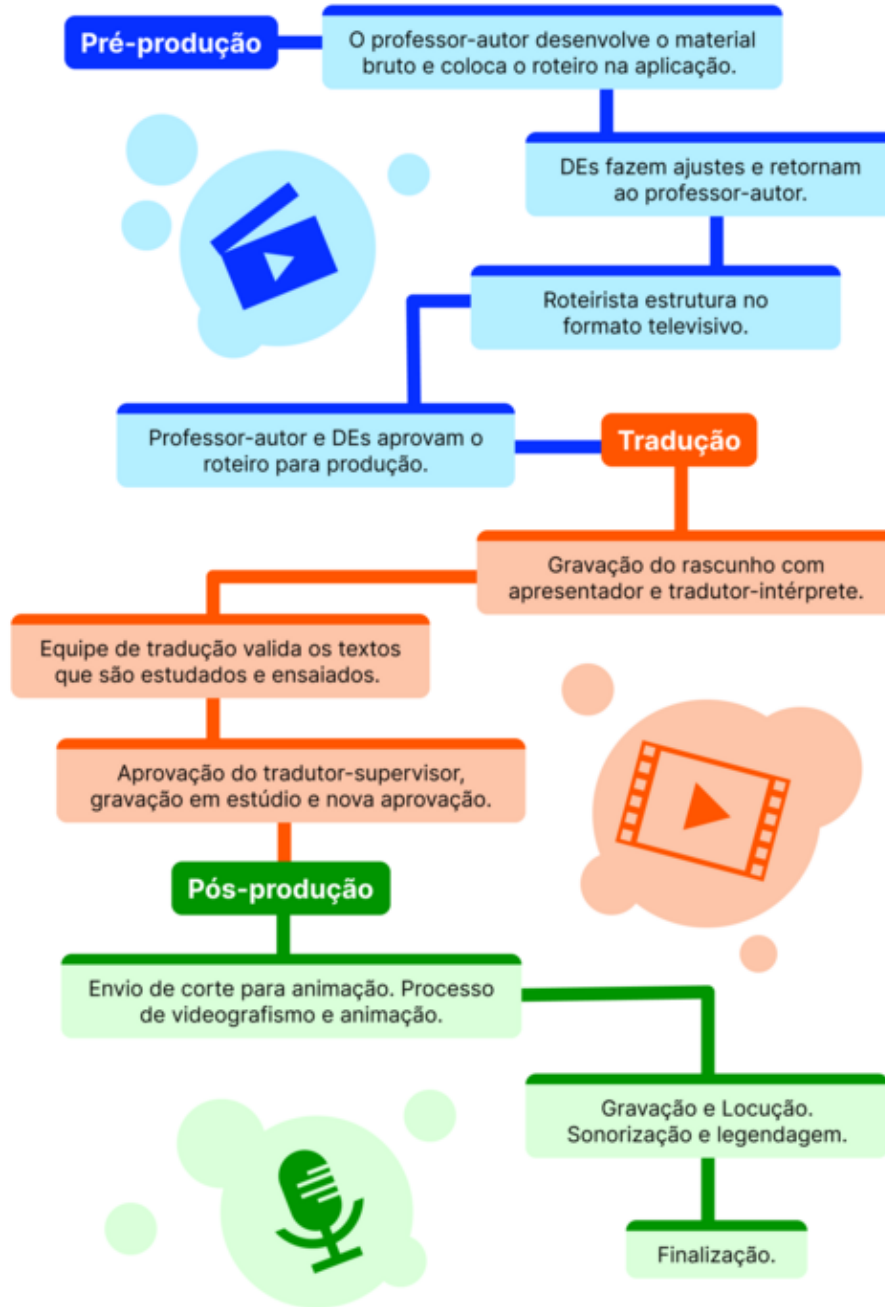 Pré-produção
O professor-autor desenvolve o material
bruto e coloca o roteiro na aplicação.
DEs fazem ajustes e retornam
ao professor-autor.
Roteirista estrutura no
formato televisivo.
Professor-autor e DEs aprovam o
roteiro para produção.
Tradução
Gravação do rascunho com
apresentador e tradutor-intérprete.
Equipe de tradução valida os textos
que são estudados e ensaiados.
Aprovação do tradutor-supervisor,
gravação em estúdio e nova aprovação.
Pós-produção
Envio de corte para animação. Processo
de videografismo e animação.
Gravação e Locução.
Sonorização e legendagem.
Finalização.